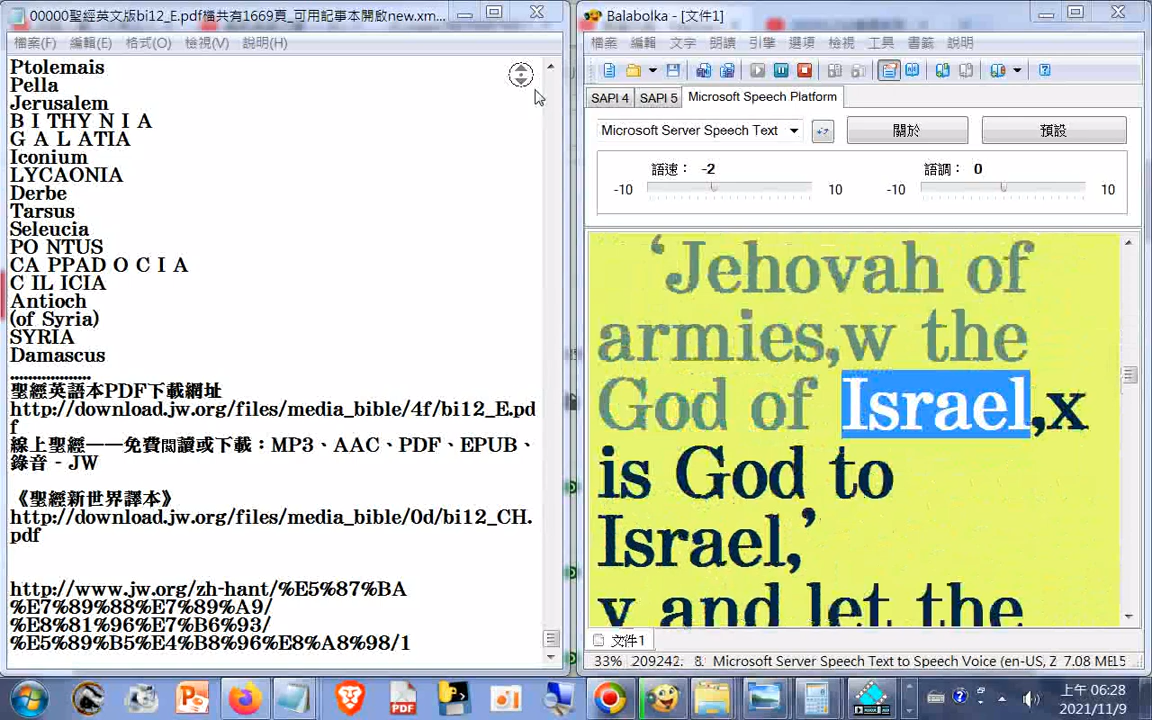 00000聖經英文版bi12_E.pdf檔共有1669頁_可用記事本開啟new.xm...
檔案(F) 編輯(E) 格式(O) 檢視(V) 說明(H)
Ptolemais
Pella
Jerusalem
B I THY N I A
G A L ATIA
Iconium
LYCAONIA
Derbe
Tarsus
Seleucia
PO NTUS
CA PPAD O C I A
C IL ICIA
Antioch
(of Syria)
SYRIA
Damascus
..................
聖經英語本PDF下載網址
http://download.jw.org/files/media_bible/4f/bi12_E.pd
f
線上聖經——免費閱讀或下載：MP3、AAC、PDF、EPUB、
錄音 - JW
《聖經新世界譯本》
http://download.jw.org/files/media_bible/0d/bi12_CH.
pdf
http://www.jw.org/zh-hant/%E5%87%BA
%E7%89%88%E7%89%A9/
%E8%81%96%E7%B6%93/
%E5%89%B5%E4%B8%96%E8%A8%98/1
Balabolka - [文件1]
檔案 編輯 文字 朗讀 引擎 選項 檢視 工具 書籤 說明
SAPI 4 SAPI 5 Microsoft Speech Platform
Microsoft Server Speech Text 關於 預設
語速： -2 語調： 0
-10 10 -10 10
‘Jehovah of
armies,w the
God of Israel,x
is God to
Israel,’
y and let the
文件1
33% 209242. 8. Microsoft Server Speech Text to Speech Voice (en-US, Z 7.08 ME15
PDF
上午 06:28
2021/11/9